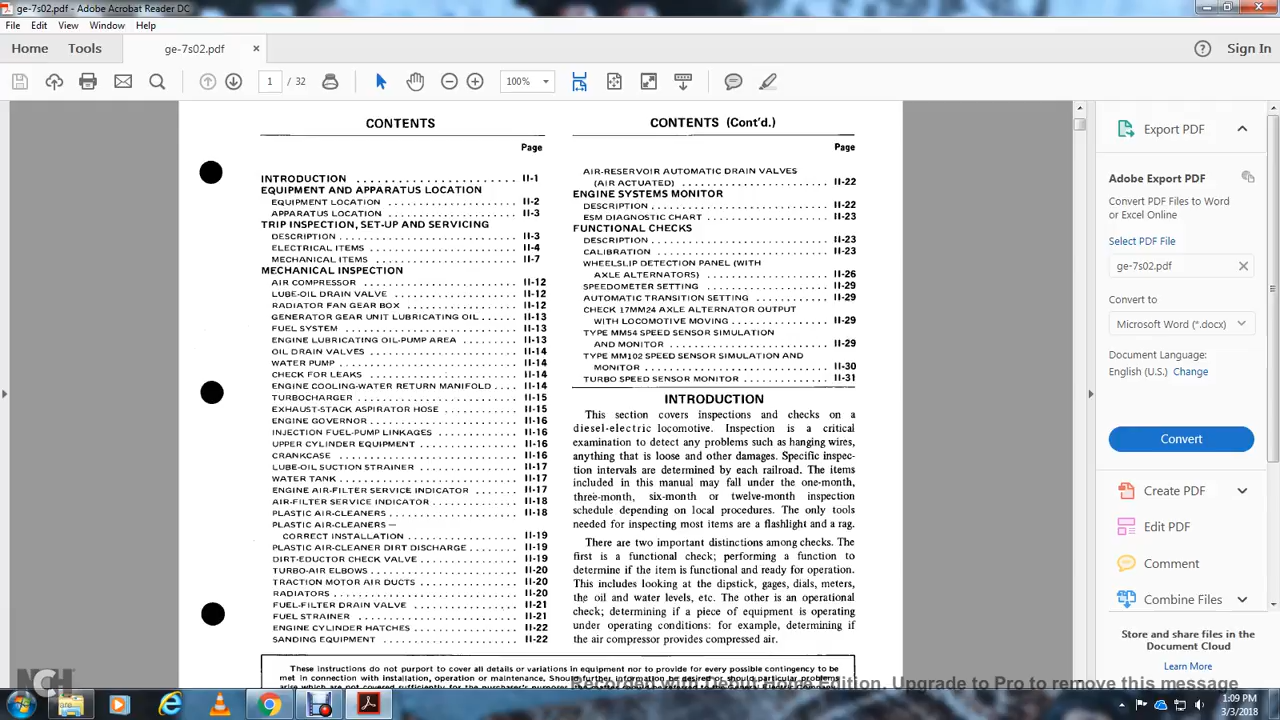 ge-7s02.pdf - Adobe Acrobat Reader DC
File Edit View Window Help
Home Tools ge-7s02.pdf ×
Sign In
1 / 32
100%
CONTENTS
Page
INTRODUCTION . . . . . . . . . . II-1
EQUIPMENT AND APPARATUS LOCATION
EQUIPMENT LOCATION . . . . . . . . . . II-2
APPARATUS LOCATION . . . . . . . . . . II-3
TRIP INSPECTION, SET-UP AND SERVICING
DESCRIPTION . . . . . . . . . . II-3
ELECTRICAL ITEMS . . . . . . . . . . II-4
MECHANICAL ITEMS . . . . . . . . . . II-7
MECHANICAL INSPECTION
AIR COMPRESSOR . . . . . . . . . . II-12
LUBE-OIL DRAIN VALVE . . . . . . . . . . II-12
RADIATOR FAN GEAR BOX . . . . . . . . . . II-12
GENERATOR GEAR UNIT LUBRICATING OIL . . . . . II-13
FUEL SYSTEM . . . . . . . . . . II-13
ENGINE LUBRICATING OIL-PUMP AREA . . . . . . II-13
OIL DRAIN VALVES . . . . . . . . . . II-14
WATER PUMP . . . . . . . . . . II-14
CHECK FOR LEAKS . . . . . . . . . . II-14
ENGINE COOLING-WATER RETURN MANIFOLD . . . . II-14
TURBOCHARGER . . . . . . . . . . II-15
EXHAUST-STACK ASPIRATOR HOSE . . . . . . . . II-15
ENGINE GOVERNOR . . . . . . . . . . II-16
INJECTION FUEL-PUMP LINKAGES . . . . . . . . II-16
UPPER CYLINDER EQUIPMENT . . . . . . . . . . II-16
CRANKCASE . . . . . . . . . . II-16
LUBE-OIL SUCTION STRAINER . . . . . . . . . . II-17
WATER TANK . . . . . . . . . . II-17
ENGINE AIR-FILTER SERVICE INDICATOR . . . . . . II-17
AIR-FILTER SERVICE INDICATOR . . . . . . . . II-18
PLASTIC AIR-CLEANERS . . . . . . . . . . II-18
PLASTIC AIR-CLEANERS —
CORRECT INSTALLATION . . . . . . . . . . II-19
PLASTIC AIR-CLEANER DIRT DISCHARGE . . . . . . II-19
DIRT-EDUCTOR CHECK VALVE . . . . . . . . . . II-19
TURBO-AIR ELBOWS . . . . . . . . . . II-20
TRACTION MOTOR AIR DUCTS . . . . . . . . . . II-20
RADIATORS . . . . . . . . . . II-20
FUEL-FILTER DRAIN VALVE . . . . . . . . . . II-21
FUEL STRAINER . . . . . . . . . . II-21
ENGINE CYLINDER HATCHES . . . . . . . . . . II-22
SANDING EQUIPMENT . . . . . . . . . . II-22
CONTENTS (Cont'd.)
Page
AIR-RESERVOIR AUTOMATIC DRAIN VALVES
(AIR ACTUATED) . . . . . . . . . . II-22
ENGINE SYSTEMS MONITOR
DESCRIPTION . . . . . . . . . . II-22
ESM DIAGNOSTIC CHART . . . . . . . . . . II-23
FUNCTIONAL CHECKS
DESCRIPTION . . . . . . . . . . II-23
CALIBRATION . . . . . . . . . . II-23
WHEELSLIP DETECTION PANEL (WITH
AXLE ALTERNATORS) . . . . . . . . . . II-26
SPEEDOMETER SETTING . . . . . . . . . . II-29
AUTOMATIC TRANSITION SETTING . . . . . . . . II-29
CHECK 17MM24 AXLE ALTERNATOR OUTPUT
WITH LOCOMOTIVE MOVING . . . . . . . . . . II-29
TYPE MM54 SPEED SENSOR SIMULATION
AND MONITOR . . . . . . . . . . II-29
TYPE MM102 SPEED SENSOR SIMULATION AND
MONITOR . . . . . . . . . . II-30
TURBO SPEED SENSOR MONITOR . . . . . . . . . . II-31
INTRODUCTION
This section covers inspections and checks on a
diesel-electric locomotive. Inspection is a critical
examination to detect any problems such as hanging wires,
anything that is loose and other damages. Specific inspec-
tion intervals are determined by each railroad. The items
included in this manual may fall under the one-month,
three-month, six-month or twelve-month inspection
schedule depending on local procedures. The only tools
needed for inspecting most items are a flashlight and a rag.
There are two important distinctions among checks. The
first is a functional check; performing a function to
determine if the item is functional and ready for operation.
This includes looking at the dipstick, gages, dials, meters,
the oil and water levels, etc. The other is an operational
check; determining if a piece of equipment is operating
under operating conditions: for example, determining if
the air compressor provides compressed air.
These instructions do not purport to cover all details or variations in equipment nor to provide for every possible contingency to be
met in connection with installation, operation or maintenance. Should further information be desired or should particular problems
Export PDF
Adobe Export PDF
Convert PDF Files to Word
or Excel Online
Select PDF File
ge-7s02.pdf
Convert to
Microsoft Word (*.docx)
Document Language:
English (U.S.) Change
Convert
Create PDF
Edit PDF
Comment
Combine Files
Store and share files in the
Document Cloud
Learn More
NCH
Recorded with Debut Home Edition. Upgrade to Pro to remove this message
1:09 PM
3/3/2018